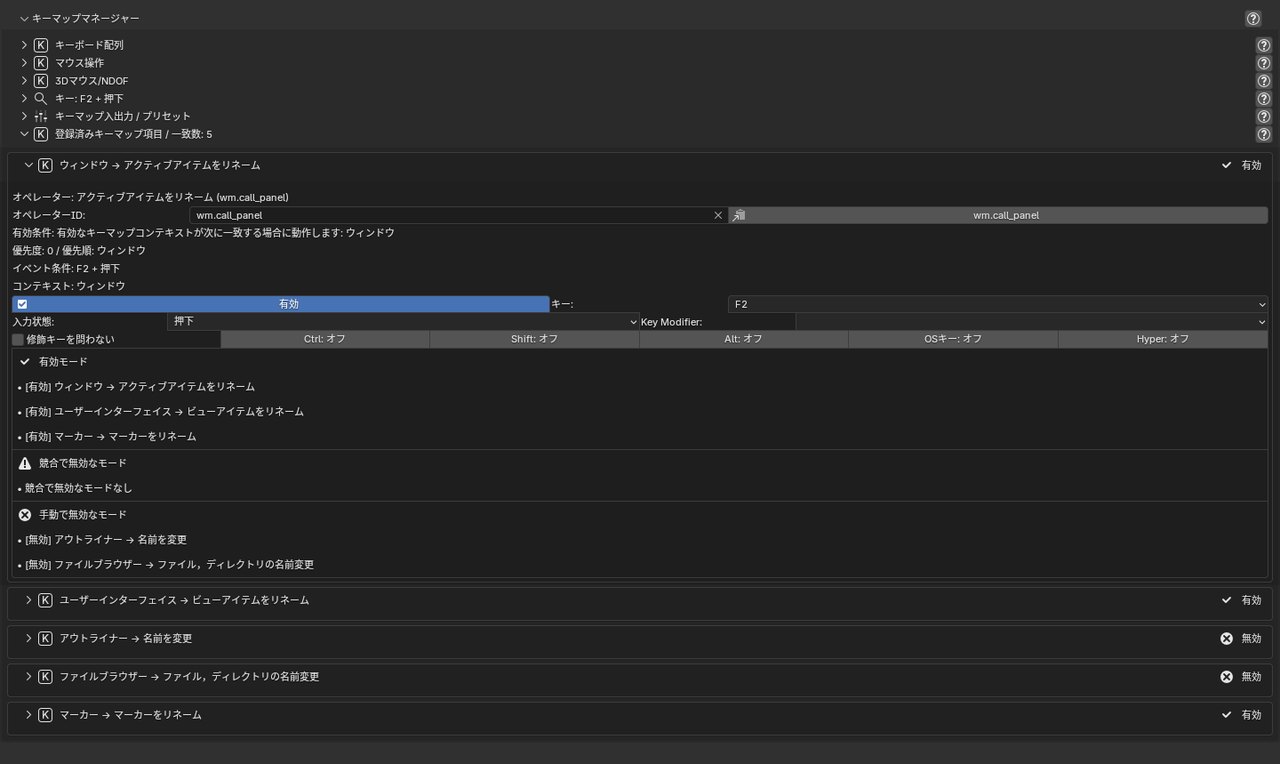 キーマップマネージャー
キーボード配列
マウス操作
3Dマウス/NDOF
キー: F2 + 押下
キーマップ入出力 / プリセット
登録済みキーマップ項目 / 一致数: 5
ウィンドウ → アクティブアイテムをリネーム 有効
オペレーター: アクティブアイテムをリネーム (wm.call_panel)
オペレーターID: wm.call_panel wm.call_panel
有効条件: 有効なキーマップコンテキストが次に一致する場合に動作します: ウィンドウ
優先度: 0 / 優先順: ウィンドウ
イベント条件: F2 + 押下
コンテキスト: ウィンドウ
有効 キー: F2
入力状態: 押下 Key Modifier:
修飾キーを問わない Ctrl: オフ Shift: オフ Alt: オフ OSキー: オフ Hyper: オフ
有効モード
• [有効] ウィンドウ → アクティブアイテムをリネーム
• [有効] ユーザーインターフェイス → ビューアイテムをリネーム
• [有効] マーカー → マーカーをリネーム
競合で無効なモード
• 競合で無効なモードなし
手動で無効なモード
• [無効] アウトライナー → 名前を変更
• [無効] ファイルブラウザー → ファイル，ディレクトリの名前変更
ユーザーインターフェイス → ビューアイテムをリネーム 有効
アウトライナー → 名前を変更 無効
ファイルブラウザー → ファイル，ディレクトリの名前変更 無効
マーカー → マーカーをリネーム 有効